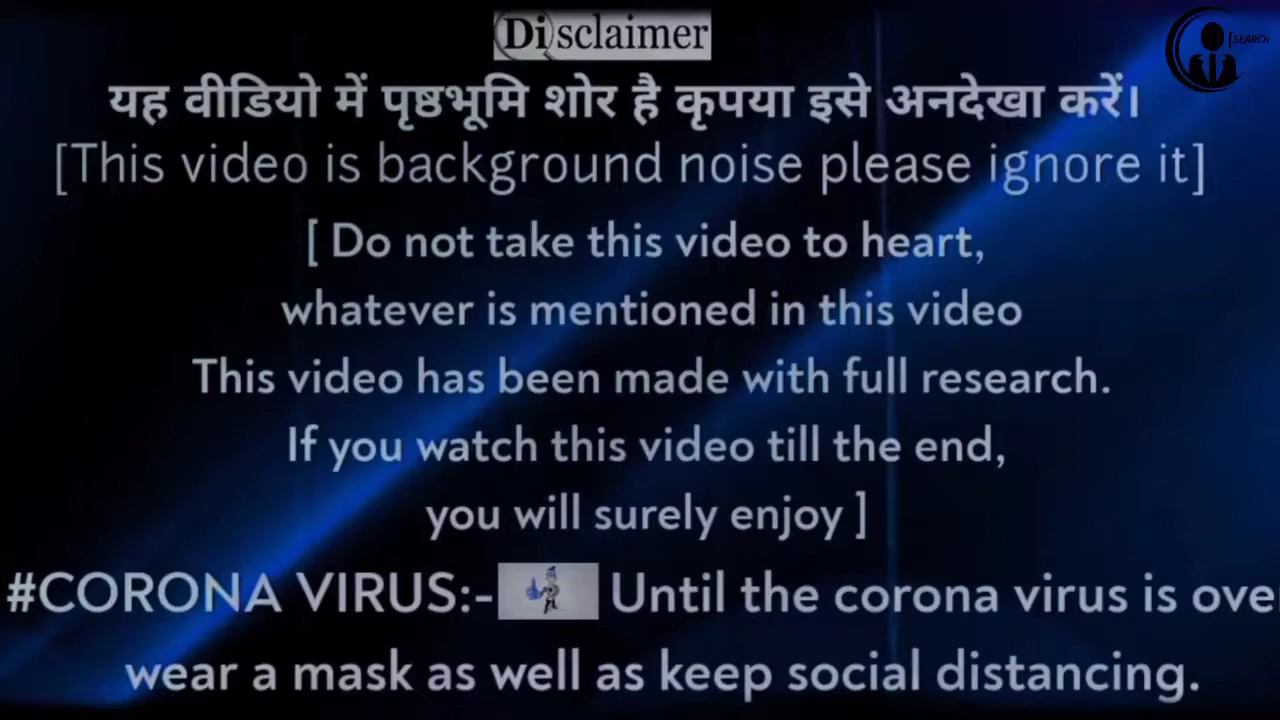 Disclaimer
[SEARCH
यह वीडियो में पृष्ठभूमि शोर है कृपया इसे अनदेखा करें।
[This video is background noise please ignore it]
[ Do not take this video to heart,
whatever is mentioned in this video
This video has been made with full research.
If you watch this video till the end,
you will surely enjoy ]
#CORONA VIRUS:- Until the corona virus is ove
wear a mask as well as keep social distancing.